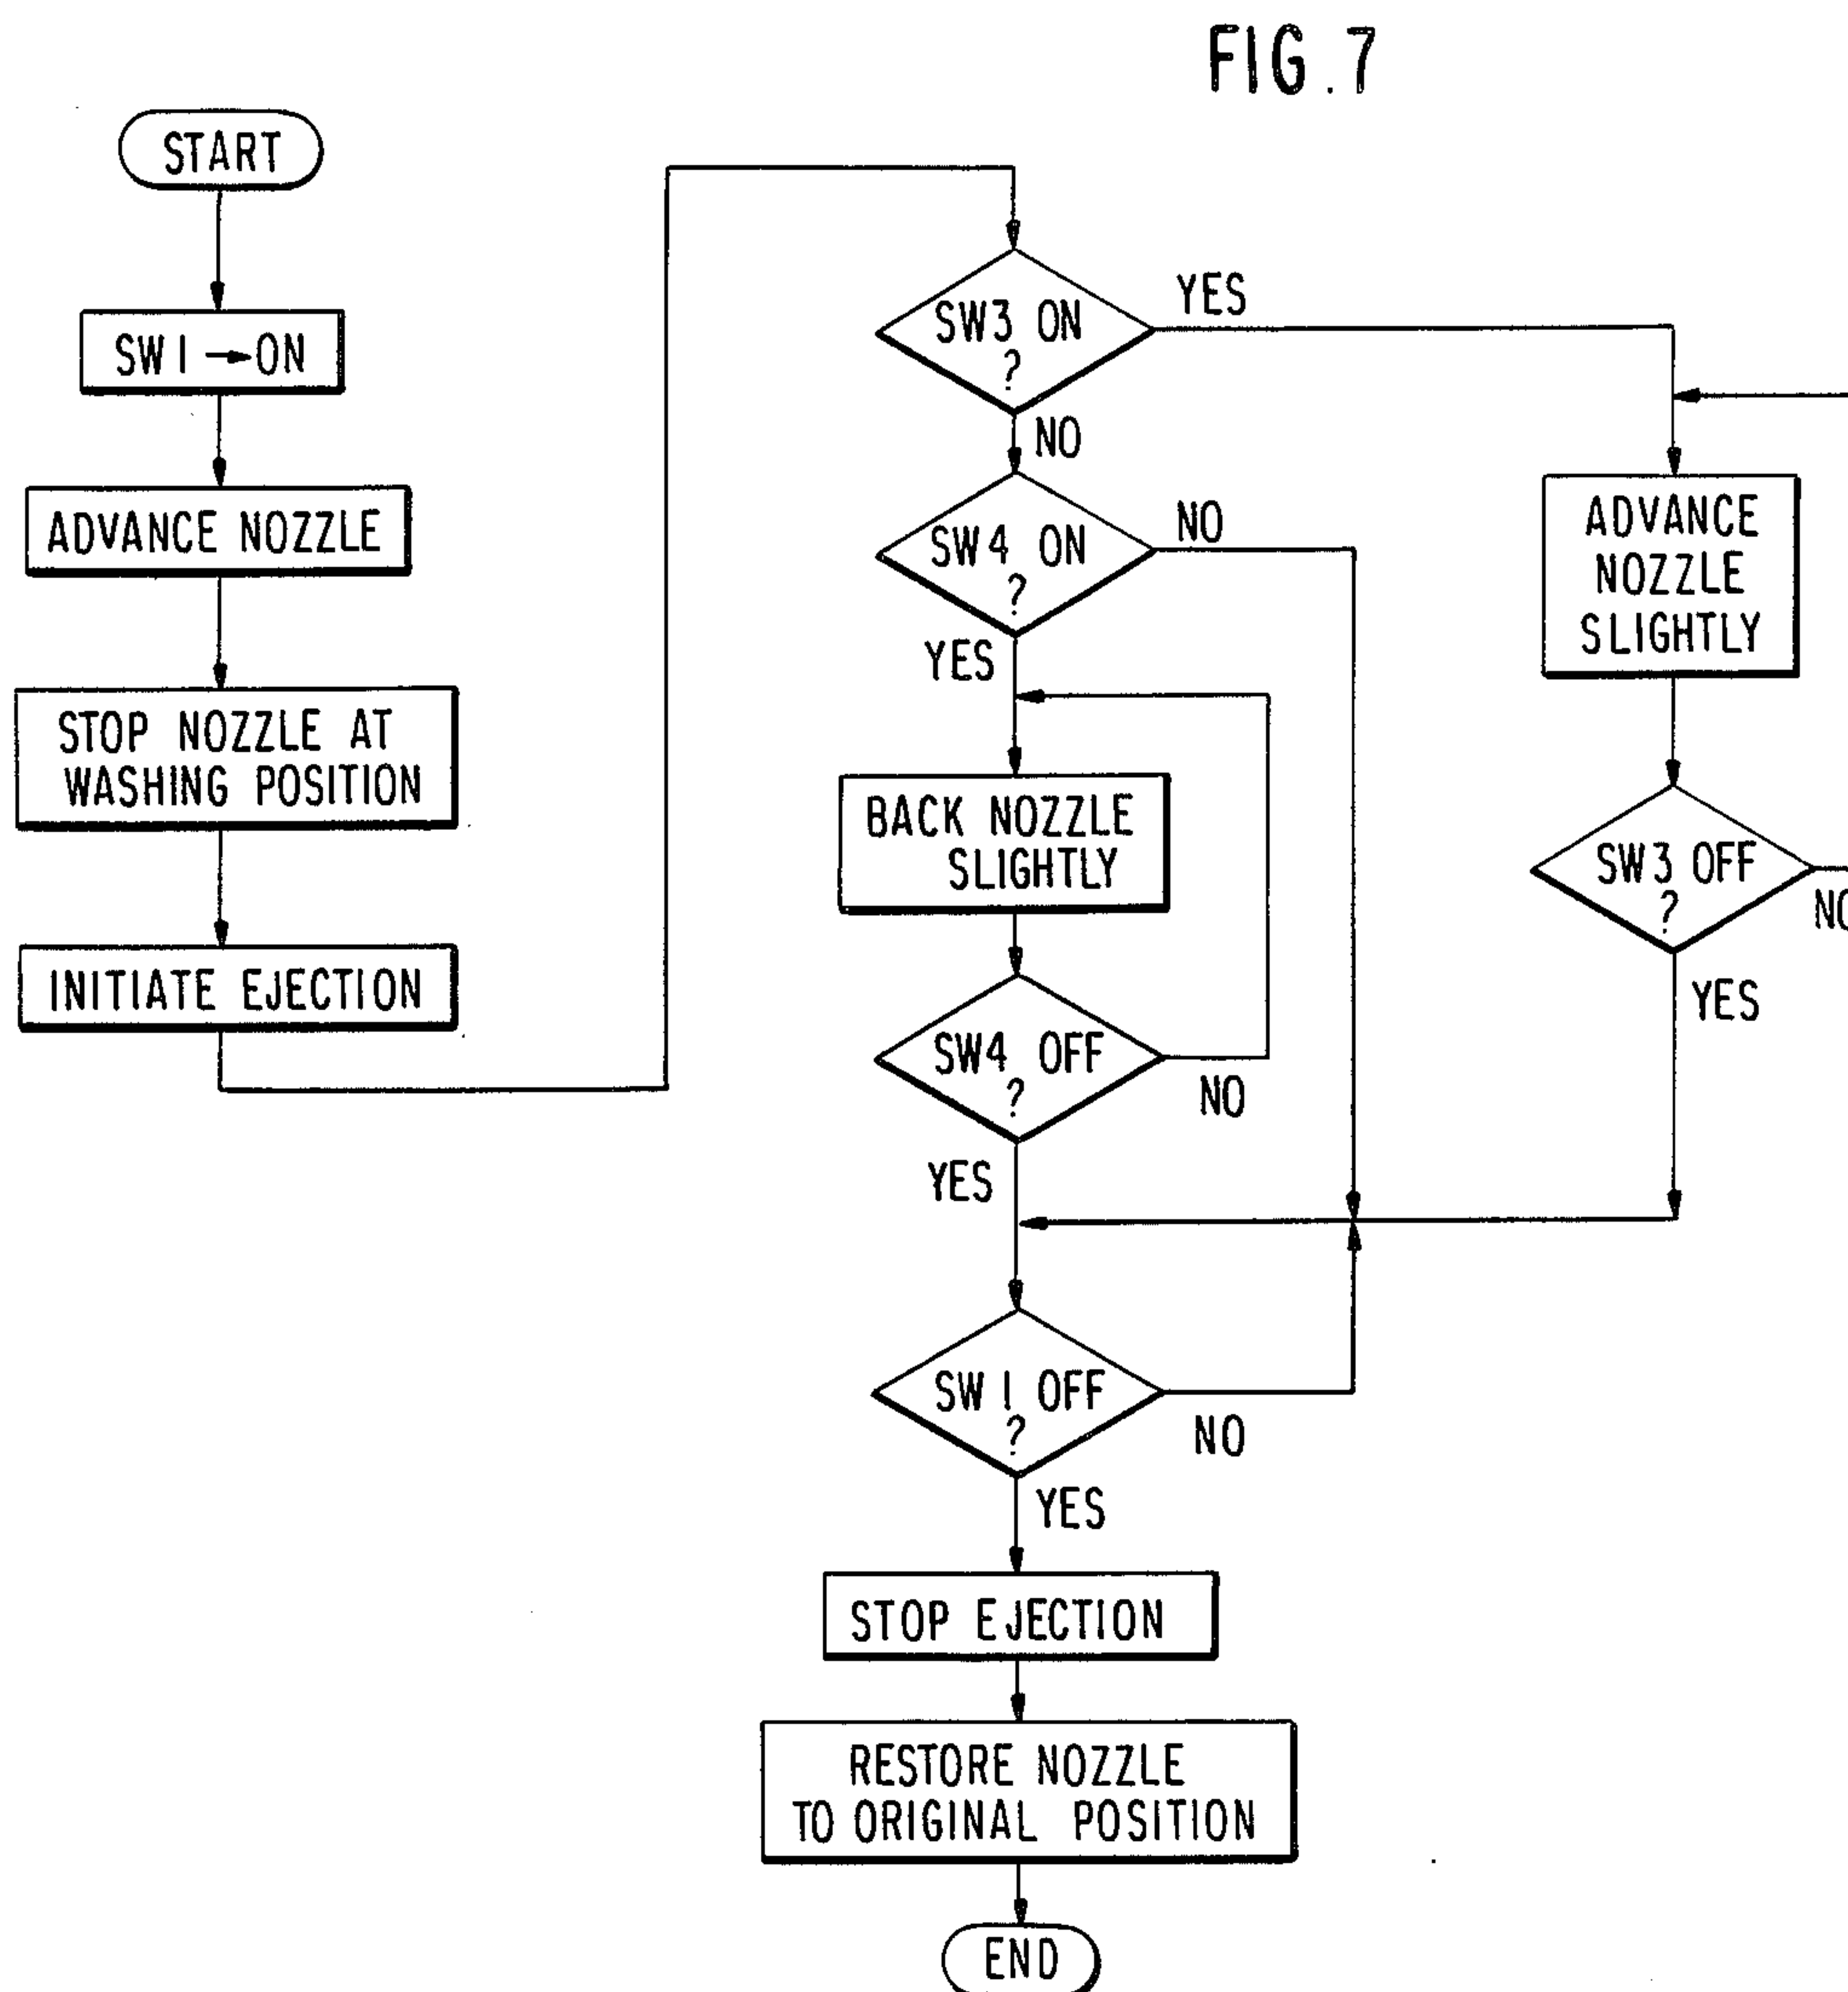 FIG.7
START
SW1→ON
ADVANCE NOZZLE
STOP NOZZLE AT
WASHING POSITION
INITIATE EJECTION
SW3 ON
?
YES
NO
SW4 ON
?
NO
YES
BACK NOZZLE
SLIGHTLY
SW4 OFF
?
NO
YES
ADVANCE
NOZZLE
SLIGHTLY
SW3 OFF
?
NO
YES
SW1 OFF
?
NO
YES
STOP EJECTION
RESTORE NOZZLE
TO ORIGINAL POSITION
END